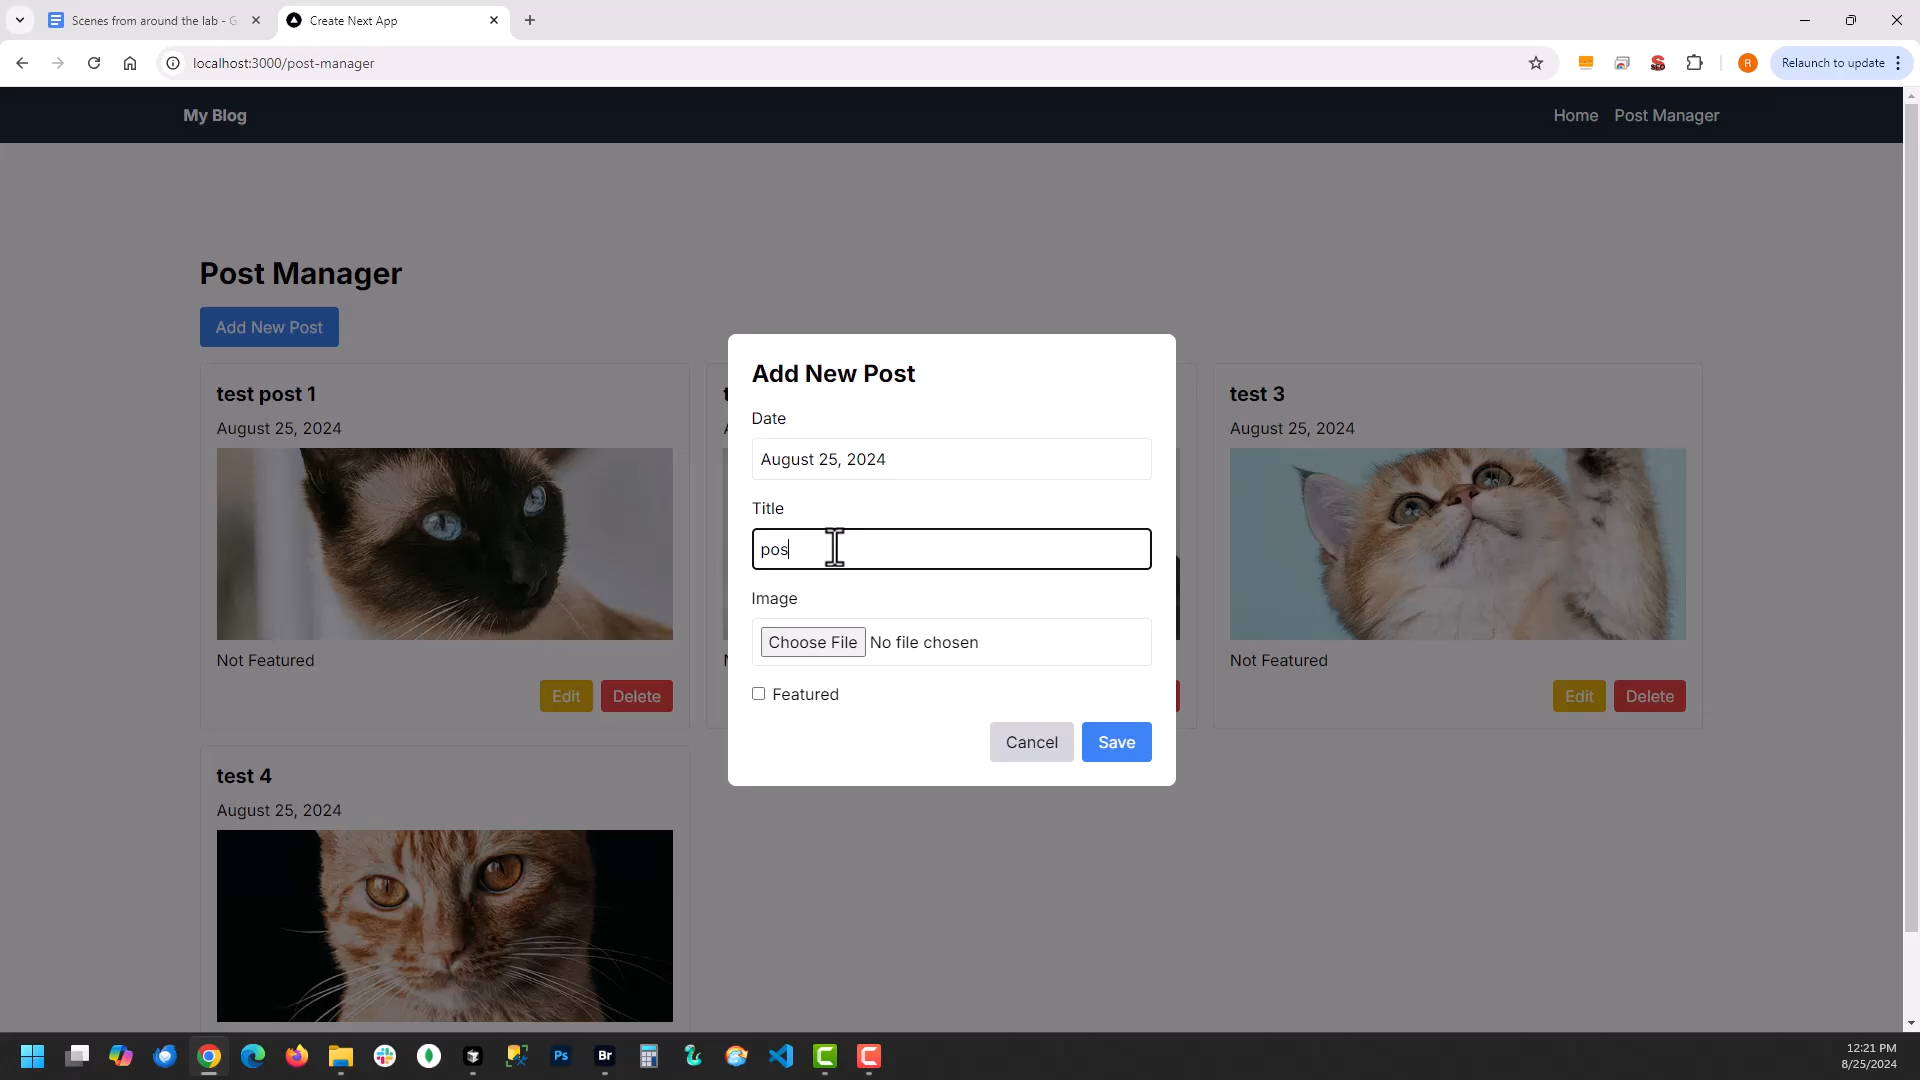 Scenes from around the lab - G
Create Next App
localhost:3000/post-manager
Relaunch to update
R
My Blog
Home
Post Manager
Post Manager
Add New Post
test post 1
August 25, 2024
Not Featured
Edit
Delete
test 3
August 25, 2024
Not Featured
Edit
Delete
test 4
August 25, 2024
Add New Post
Date
August 25, 2024
Title
pos
Image
Choose File No file chosen
Featured
Cancel
Save
Ps
Br
12:21 PM
8/25/2024